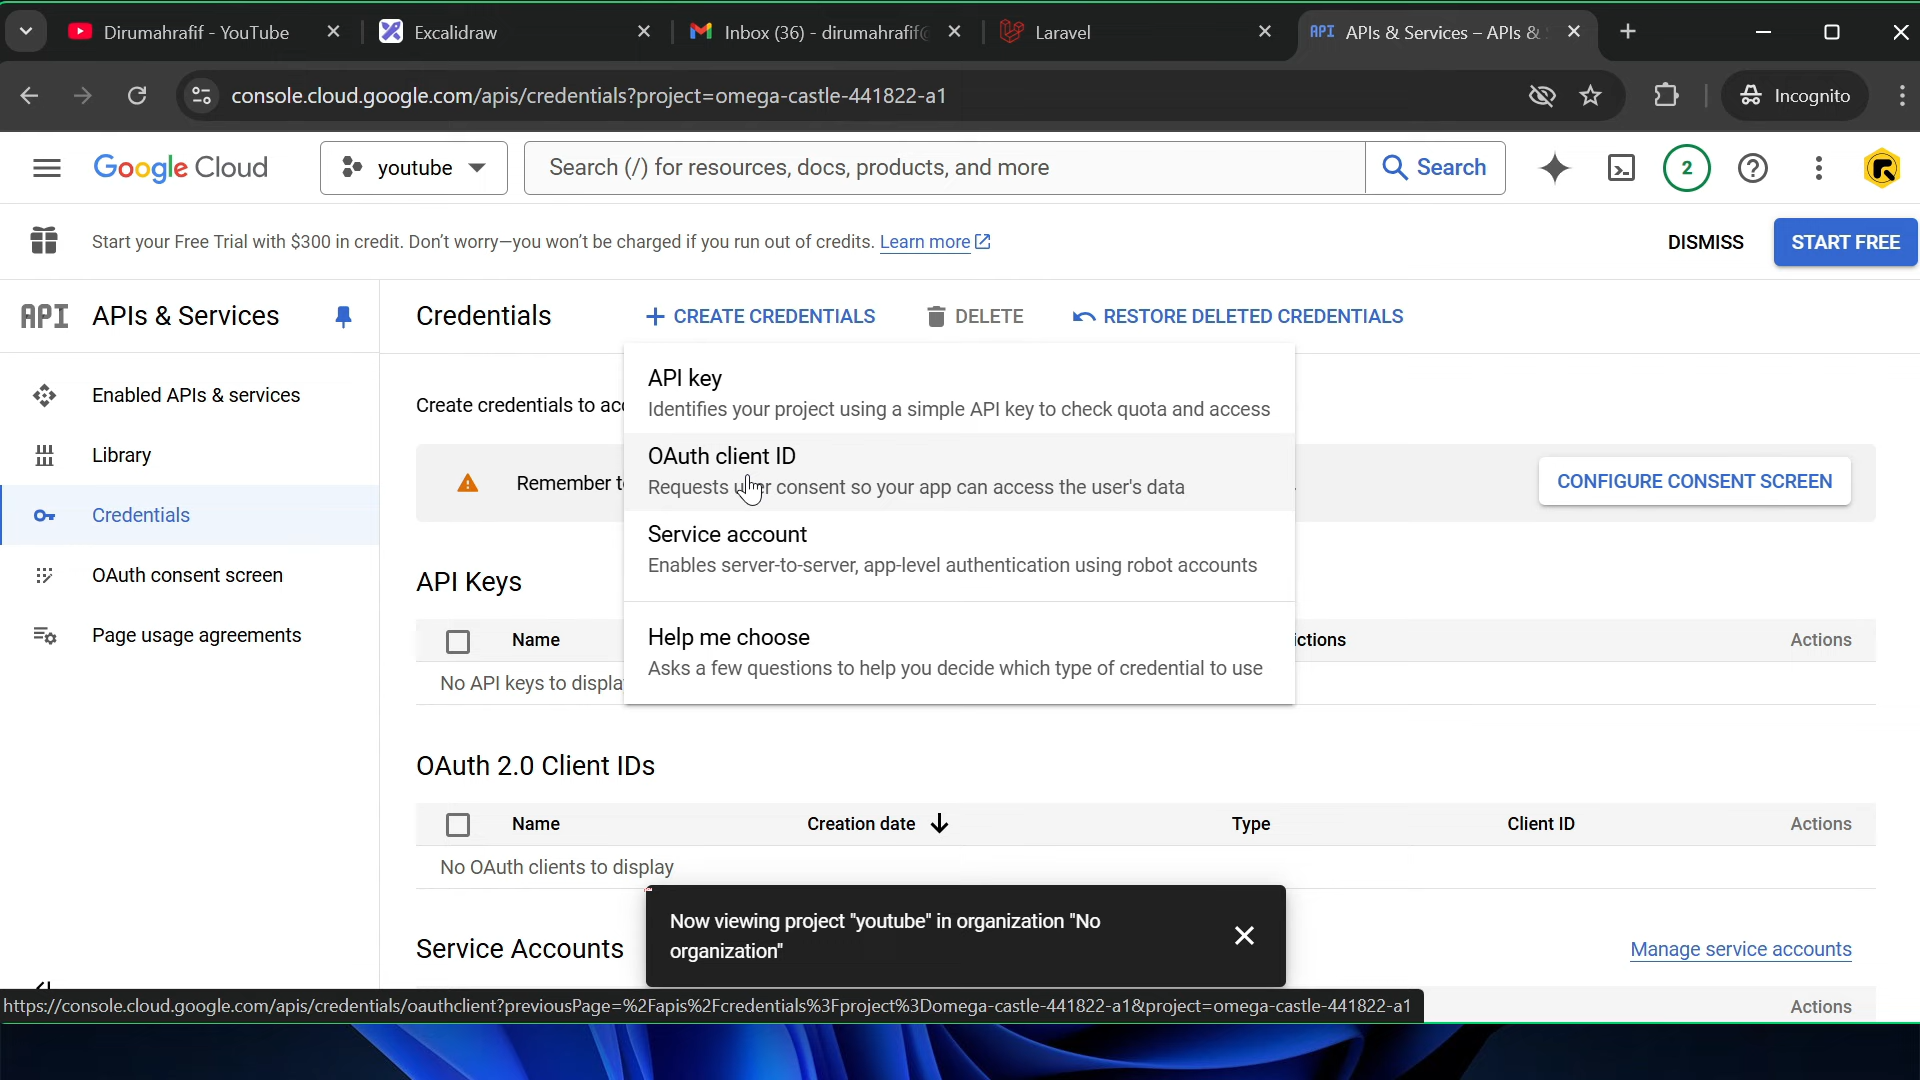 Dirumahrafif - YouTube
Excalidraw
Inbox (36) - dirumahrafif@
Laravel
API APIs & Services – APIs &
console.cloud.google.com/apis/credentials?project=omega-castle-441822-a1
Incognito
Google Cloud
youtube
Search (/) for resources, docs, products, and more
Search
2
Start your Free Trial with $300 in credit. Don't worry—you won't be charged if you run out of credits. Learn more
DISMISS
START FREE
API APIs & Services
Credentials
+ CREATE CREDENTIALS
DELETE
RESTORE DELETED CREDENTIALS
Enabled APIs & services
Library
Credentials
OAuth consent screen
Page usage agreements
Create credentials to acc
Remember t
CONFIGURE CONSENT SCREEN
API key
Identifies your project using a simple API key to check quota and access
OAuth client ID
Requests user consent so your app can access the user's data
Service account
Enables server-to-server, app-level authentication using robot accounts
Help me choose
Asks a few questions to help you decide which type of credential to use
API Keys
Name
ictions
Actions
No API keys to displa
OAuth 2.0 Client IDs
Name
Creation date
Type
Client ID
Actions
No OAuth clients to display
Service Accounts
Manage service accounts
Now viewing project "youtube" in organization "No
organization"
https://console.cloud.google.com/apis/credentials/oauthclient?previousPage=%2Fapis%2Fcredentials%3Fproject%3Domega-castle-441822-a1&project=omega-castle-441822-a1
Actions